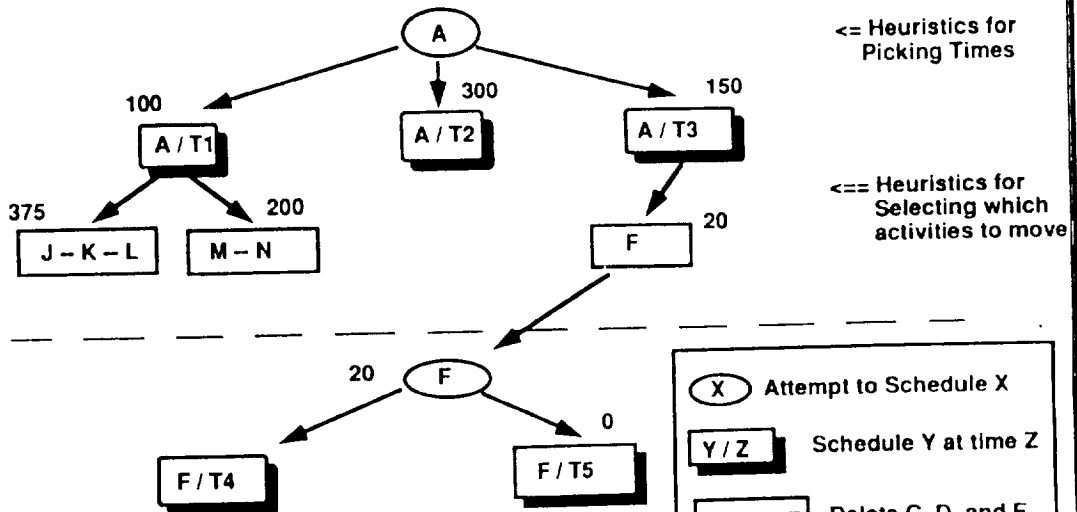 A
<= Heuristics for
Picking Times
100
300
150
A / T1
A / T2
A / T3
<== Heuristics for
Selecting which
activities to move
375
200
20
J – K – L
M – N
F
20
F
0
F / T4
F / T5
X Attempt to Schedule X
Y / Z Schedule Y at time Z
Delete C, D, and E